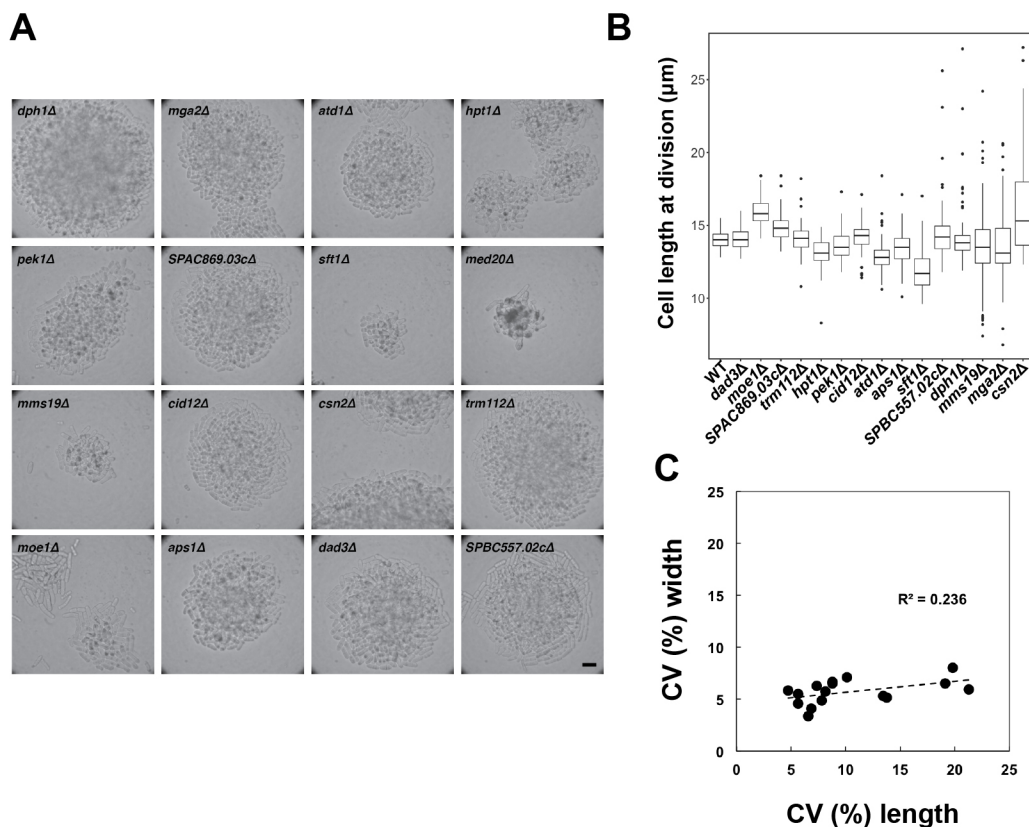 A
dph1Δ
mga2Δ
atd1Δ
hpt1Δ
pek1Δ
SPAC869.03cΔ
sft1Δ
med20Δ
mms19Δ
cid12Δ
csn2Δ
trm112Δ
moe1Δ
aps1Δ
dad3Δ
SPBC557.02cΔ
B
Cell length at division (µm)
25
20
15
10
WT
dad3Δ
moe1Δ
SPAC869.03cΔ
trm112Δ
hpt1Δ
pek1Δ
cid12Δ
atd1Δ
aps1Δ
sft1Δ
SPBC557.02cΔ
dph1Δ
mms19Δ
mga2Δ
csn2Δ
C
CV (%) width
25
20
15
10
5
0
R² = 0.236
0
5
10
15
20
25
CV (%) length